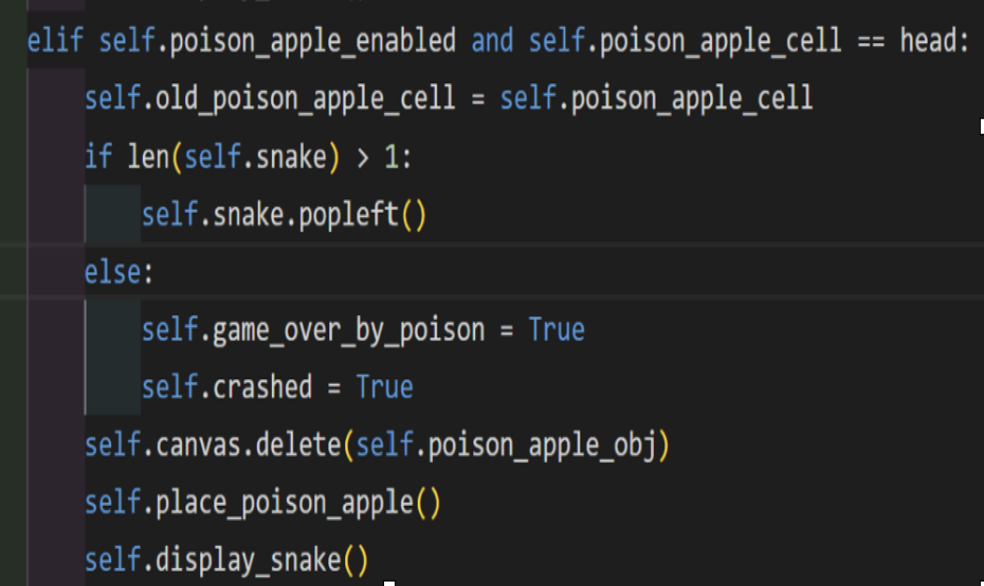 elif self.poison_apple_enabled and self.poison_apple_cell == head:
self.old_poison_apple_cell = self.poison_apple_cell
if len(self.snake) > 1:
self.snake.popleft()
else:
self.game_over_by_poison = True
self.crashed = True
self.canvas.delete(self.poison_apple_obj)
self.place_poison_apple()
self.display_snake()